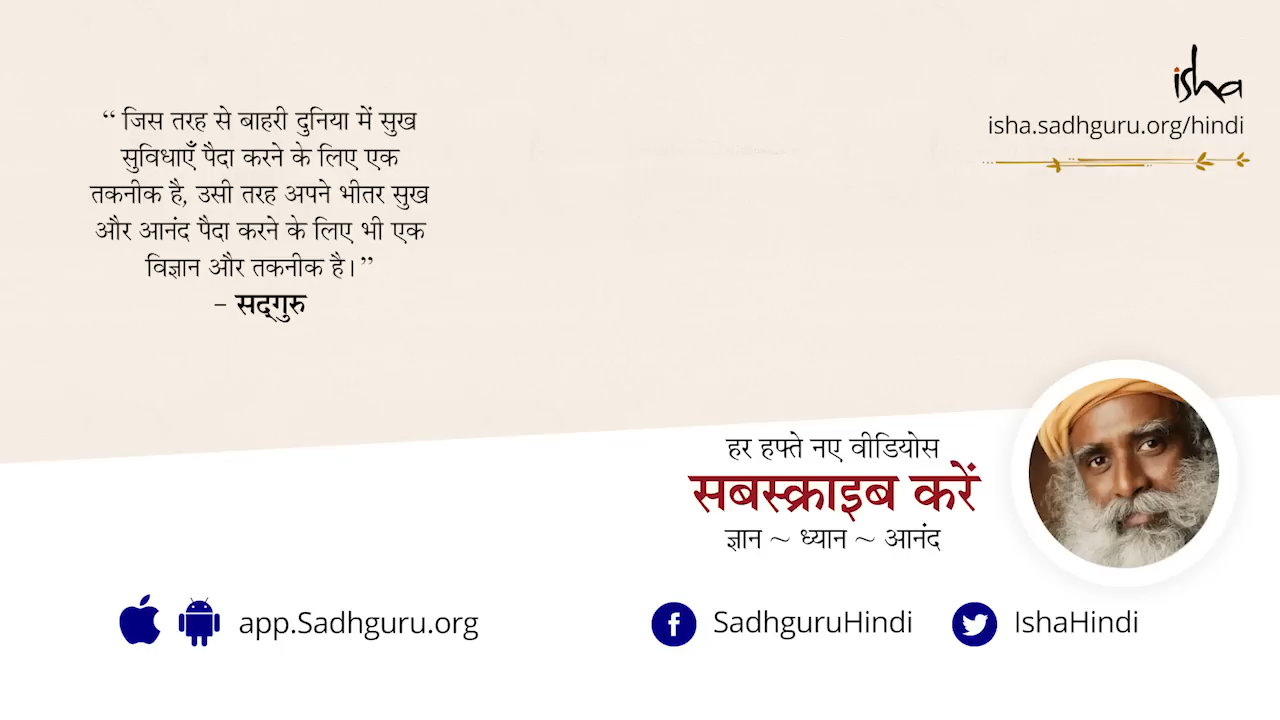 “ जिस तरह से बाहरी दुनिया में सुख
सुविधाएँ पैदा करने के लिए एक
तकनीक है, उसी तरह अपने भीतर सुख
और आनंद पैदा करने के लिए भी एक
विज्ञान और तकनीक है।”
- सद्गुरु
isha
isha.sadhguru.org/hindi
हर हफ्ते नए वीडियोस
सबस्क्राइब करें
ज्ञान ~ ध्यान ~ आनंद
app.Sadhguru.org
SadhguruHindi
IshaHindi